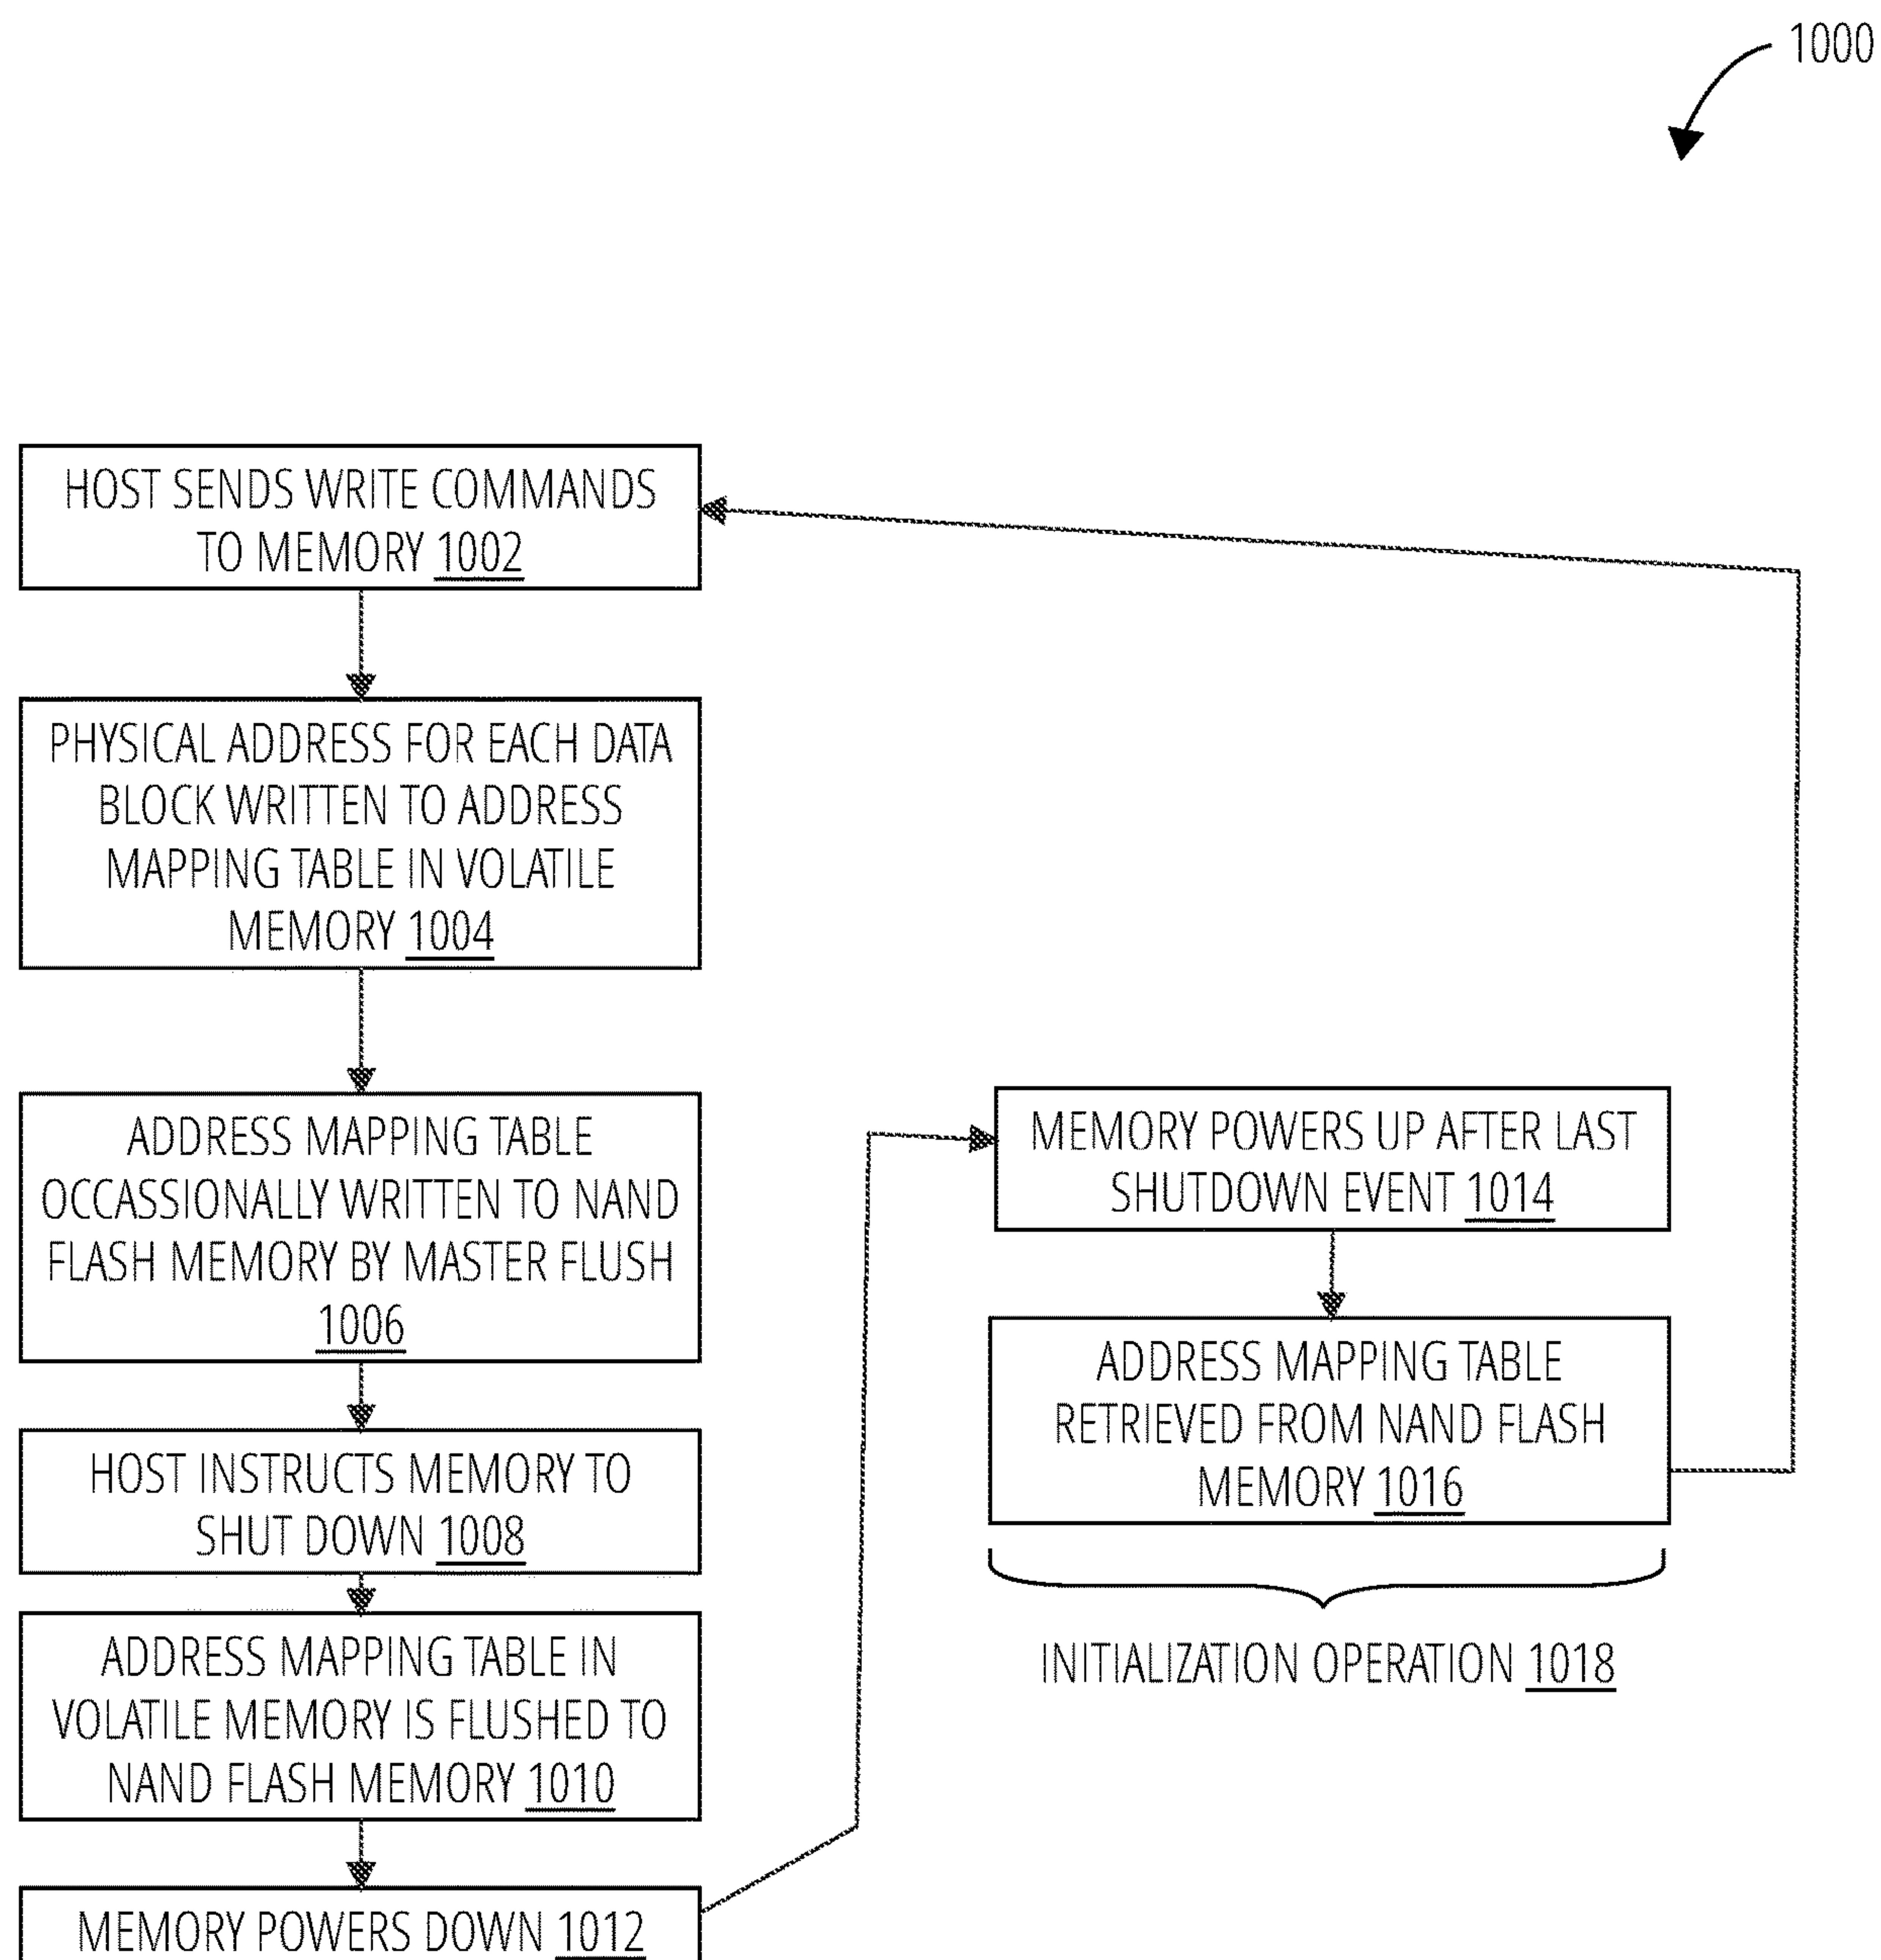 1000
HOST SENDS WRITE COMMANDS
TO MEMORY 1002
PHYSICAL ADDRESS FOR EACH DATA
BLOCK WRITTEN TO ADDRESS
MAPPING TABLE IN VOLATILE
MEMORY 1004
ADDRESS MAPPING TABLE
OCCASSIONALLY WRITTEN TO NAND
FLASH MEMORY BY MASTER FLUSH
1006
HOST INSTRUCTS MEMORY TO
SHUT DOWN 1008
ADDRESS MAPPING TABLE IN
VOLATILE MEMORY IS FLUSHED TO
NAND FLASH MEMORY 1010
MEMORY POWERS DOWN 1012
MEMORY POWERS UP AFTER LAST
SHUTDOWN EVENT 1014
ADDRESS MAPPING TABLE
RETRIEVED FROM NAND FLASH
MEMORY 1016
INITIALIZATION OPERATION 1018